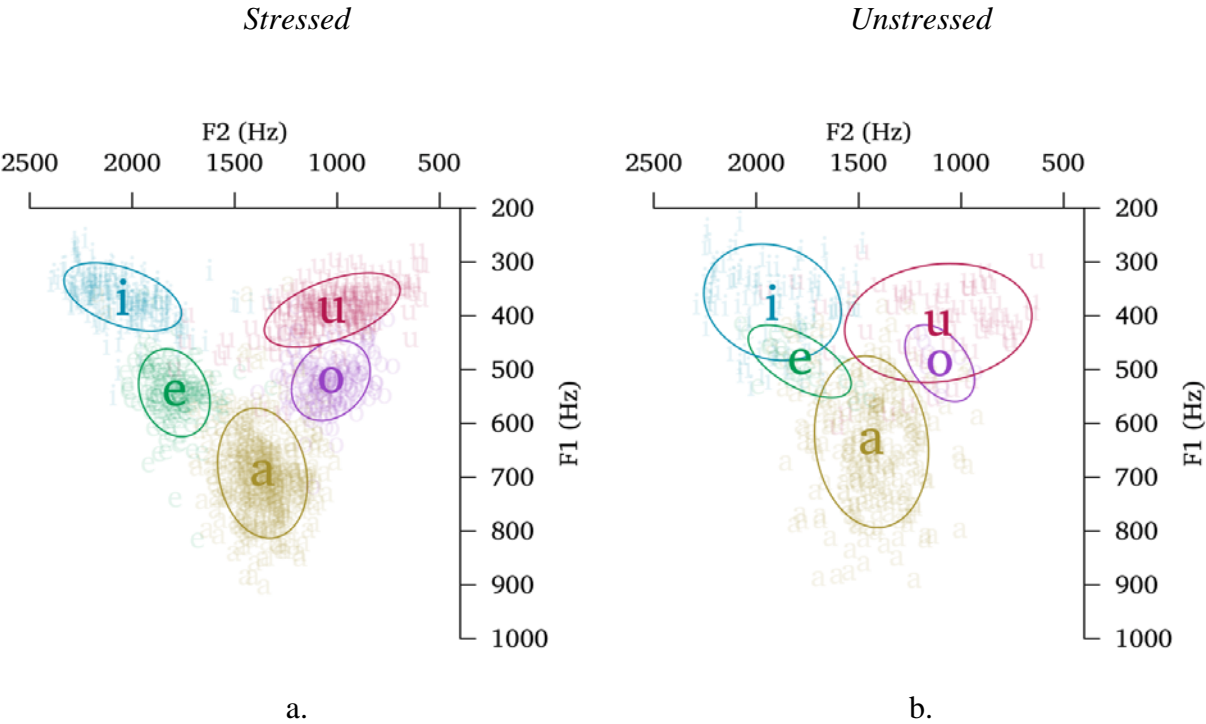 Stressed Unstressed
F2 (Hz) F2 (Hz)
2500 2000 1500 1000 500 2500 2000 1500 1000 500
200 200
300 300
i u i u
400 400
e o e o
500 500
600 600
a a
700 700
800 800
900 900
1000 1000
F1 (Hz) F1 (Hz)
a. b.